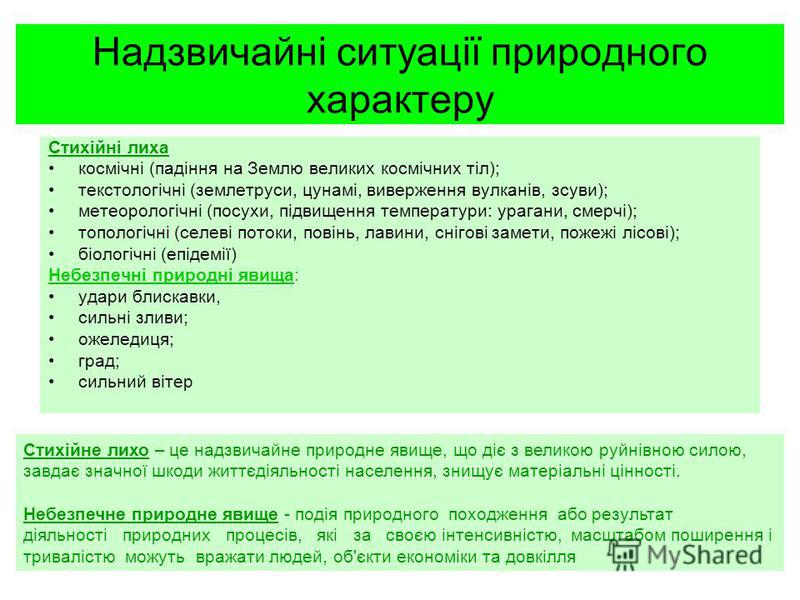 Надзвичайні ситуації природного
характеру
Стихійні лиха
• космічні (падіння на Землю великих космічних тіл);
• текстологічні (землетруси, цунамі, виверження вулканів, зсуви);
• метеорологічні (посухи, підвищення температури: урагани, смерчі);
• топологічні (селеві потоки, повінь, лавини, снігові замети, пожежі лісові);
• біологічні (епідемії)
Небезпечні природні явища:
• удари блискавки,
• сильні зливи;
• ожеледиця;
• град;
• сильний вітер
Стихійне лихо – це надзвичайне природне явище, що діє з великою руйнівною силою,
завдає значної шкоди життєдіяльності населення, знищує матеріальні цінності.
Небезпечне природне явище - подія природного походження або результат
діяльності природних процесів, які за своєю інтенсивністю, масштабом поширення і
тривалістю можуть вражати людей, об'єкти економіки та довкілля
MyShared